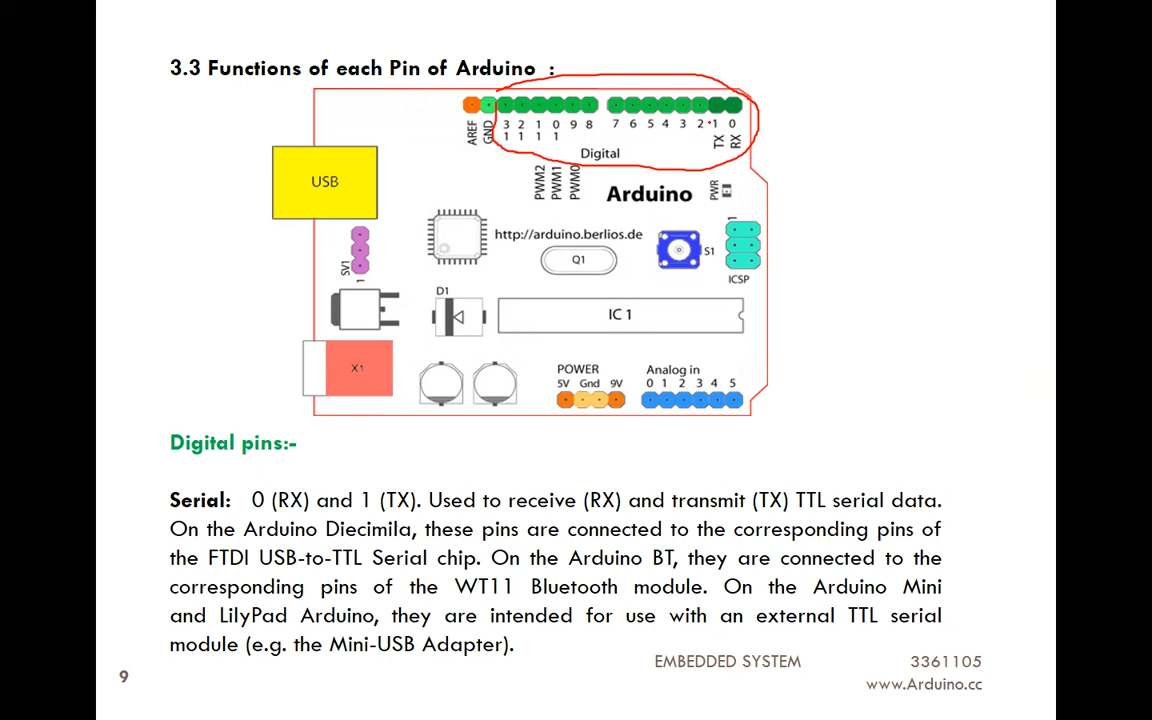 3.3 Functions of each Pin of Arduino :
AREF
GND
13 12 11 10 9 8 7 6 5 4 3 2 1 0
TX
RX
Digital
PWM2
PWM1
PWM0
Arduino
PWR
USB
http://arduino.berlios.de
Q1
S1
1
ICSP
SV1
1
D1
IC 1
X1
POWER
5V Gnd 9V
Analog in
0 1 2 3 4 5
Digital pins:-
Serial: 0 (RX) and 1 (TX). Used to receive (RX) and transmit (TX) TTL serial data.
On the Arduino Diecimila, these pins are connected to the corresponding pins of
the FTDI USB-to-TTL Serial chip. On the Arduino BT, they are connected to the
corresponding pins of the WT11 Bluetooth module. On the Arduino Mini
and LilyPad Arduino, they are intended for use with an external TTL serial
module (e.g. the Mini-USB Adapter).
EMBEDDED SYSTEM 3361105
9
www.Arduino.cc